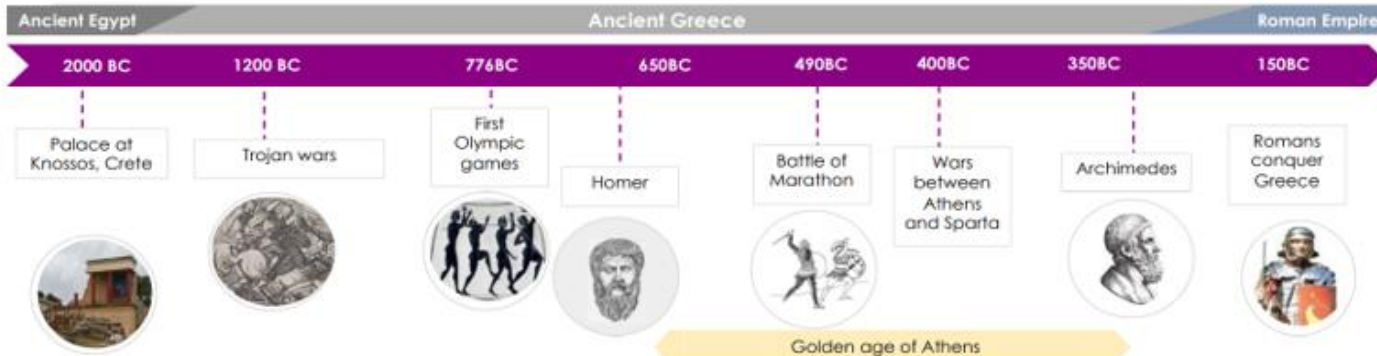 Ancient Egypt
Ancient Greece
Roman Empire
2000 BC
1200 BC
776BC
650BC
490BC
400BC
350BC
150BC
Palace at
Knossos, Crete
Trojan wars
First
Olympic
games
Homer
Battle of
Marathon
Wars
between
Athens
and Sparta
Archimedes
Romans
conquer
Greece
Golden age of Athens